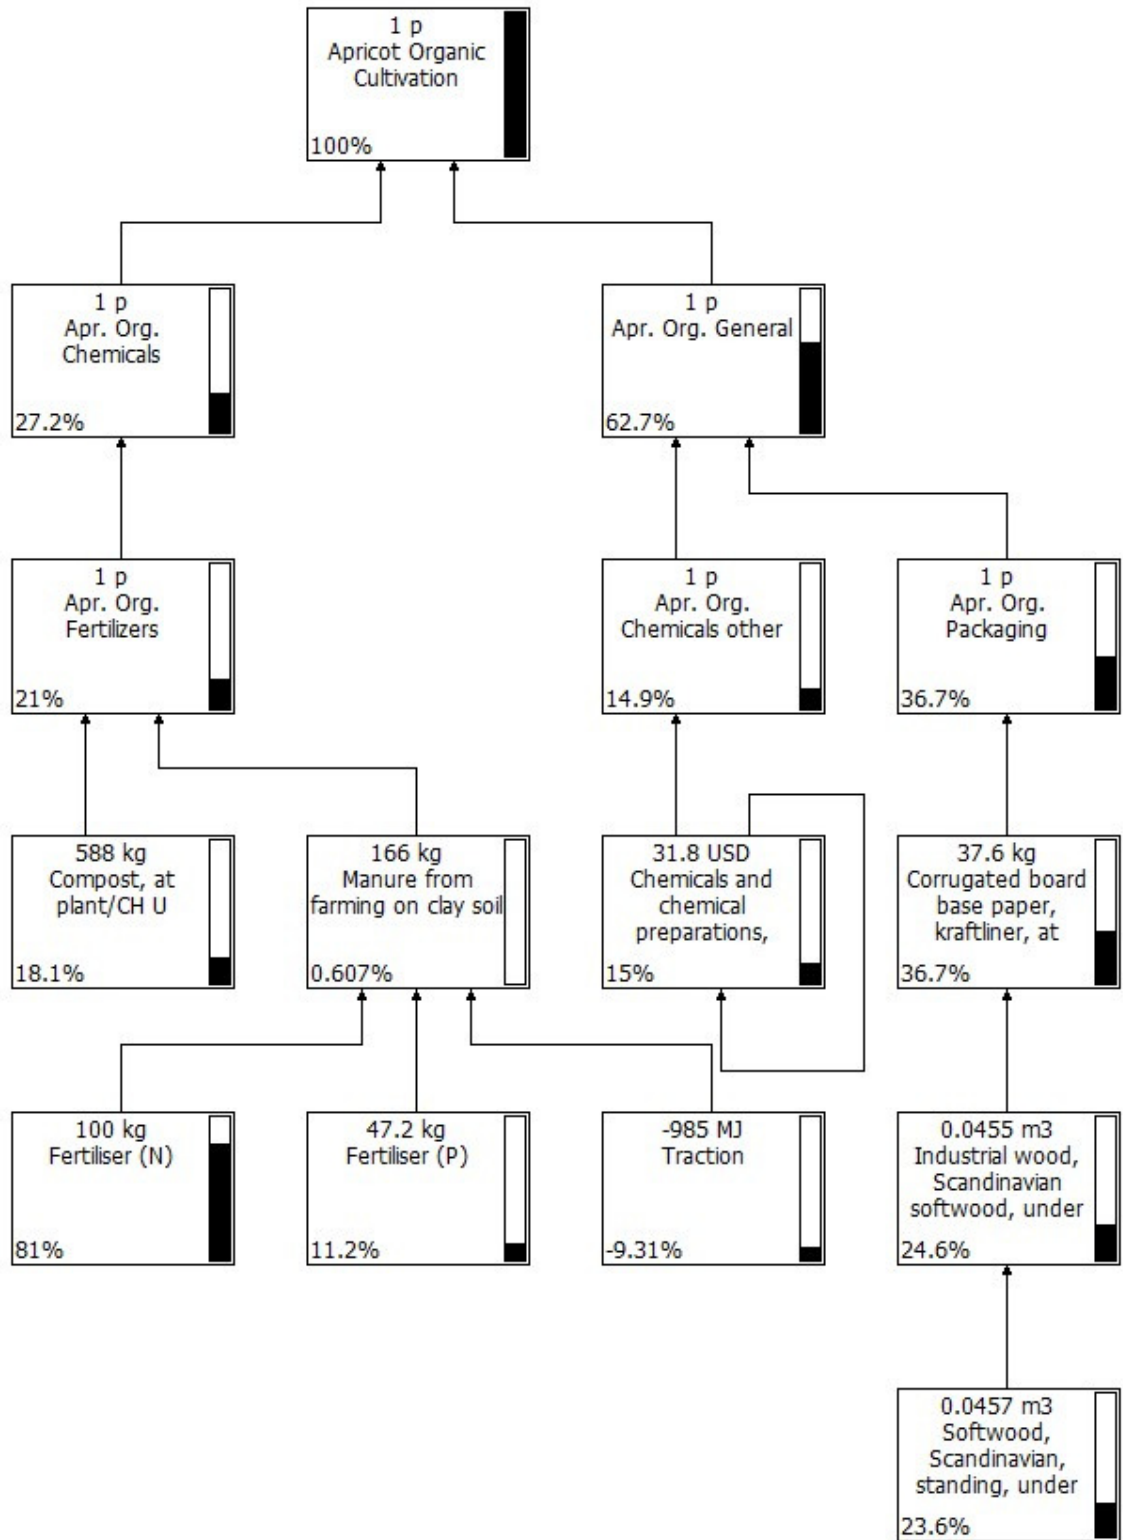 1 p
Apricot Organic
Cultivation
100%
1 p
Apr. Org.
Chemicals
27.2%
1 p
Apr. Org. General
62.7%
1 p
Apr. Org.
Fertilizers
21%
1 p
Apr. Org.
Chemicals other
14.9%
1 p
Apr. Org.
Packaging
36.7%
588 kg
Compost, at
plant/CH U
18.1%
166 kg
Manure from
farming on clay soil
0.607%
31.8 USD
Chemicals and
chemical
preparations,
15%
37.6 kg
Corrugated board
base paper,
kraftliner, at
36.7%
100 kg
Fertiliser (N)
81%
47.2 kg
Fertiliser (P)
11.2%
-985 MJ
Traction
-9.31%
0.0455 m3
Industrial wood,
Scandinavian
softwood, under
24.6%
0.0457 m3
Softwood,
Scandinavian,
standing, under
23.6%